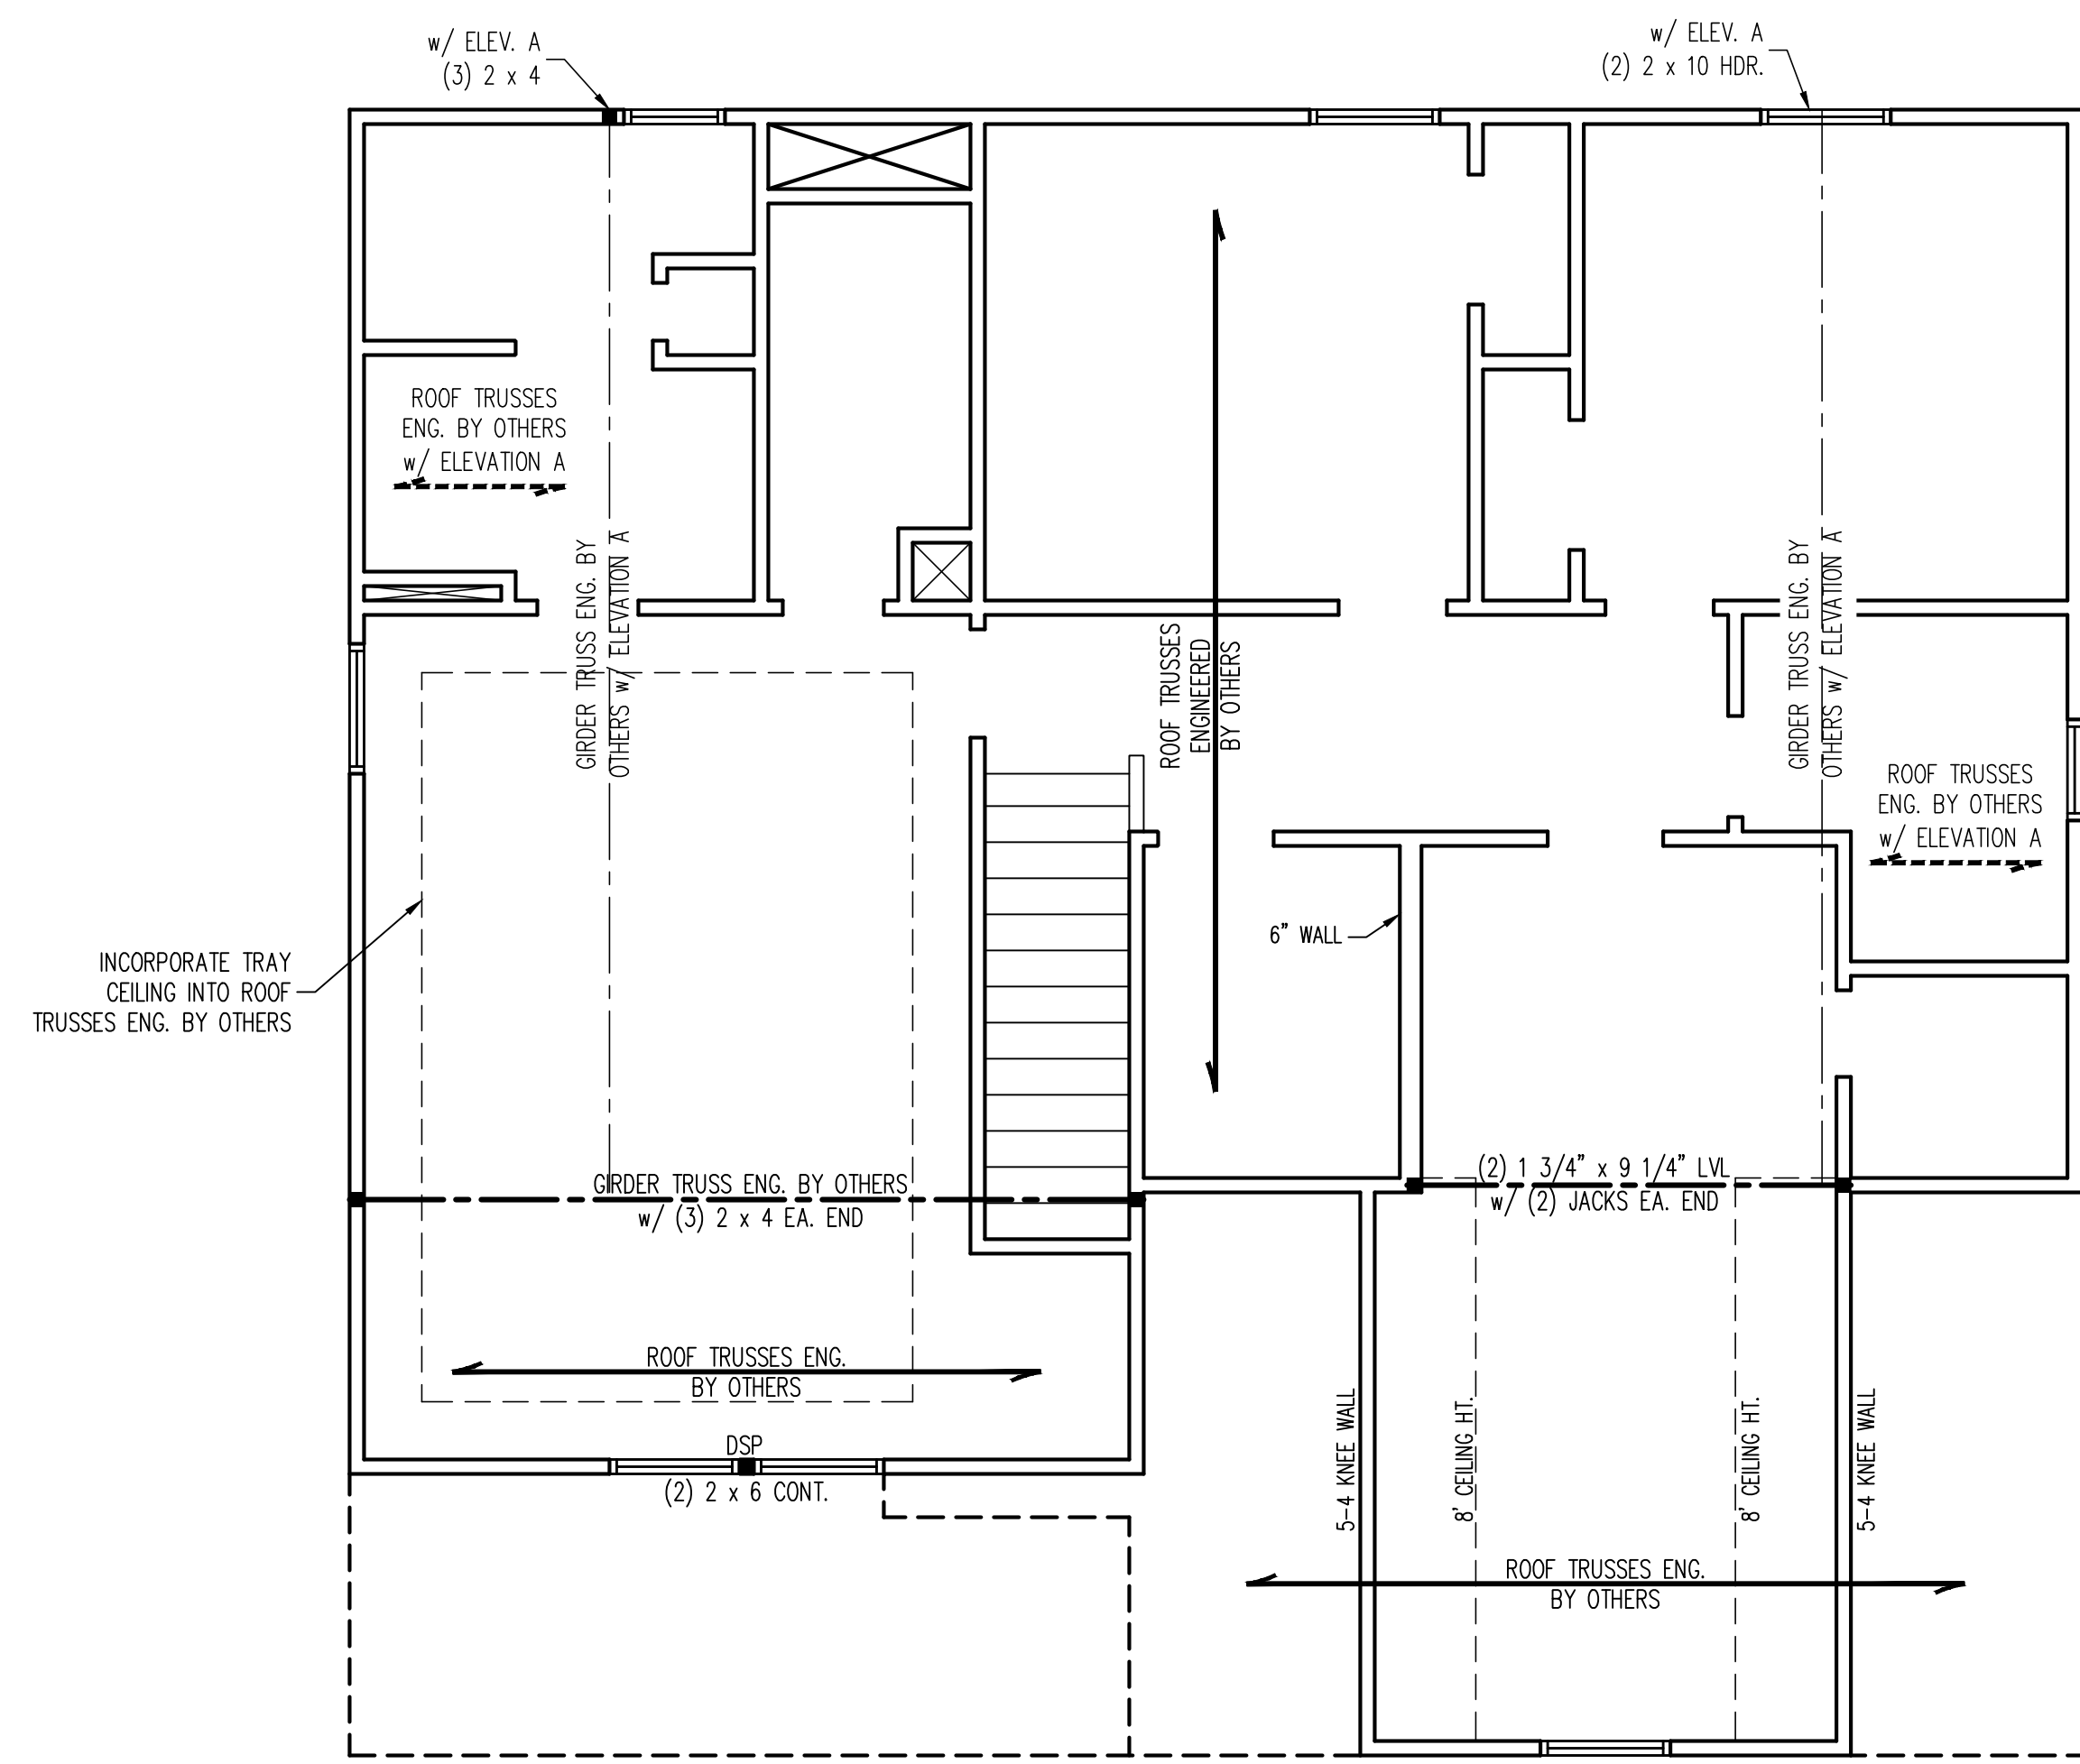 w/ ELEV. A
(3) 2 x 4
w/ ELEV. A
(2) 2 x 10 HDR.
ROOF TRUSSES
ENG. BY OTHERS
w/ ELEVATION A
GIRDER TRUSS ENG. BY
OTHERS w/ ELEVATION A
ROOF TRUSSES
ENGINEERED
BY OTHERS
GIRDER TRUSS ENG. BY
OTHERS w/ ELEVATION A
ROOF TRUSSES
ENG. BY OTHERS
w/ ELEVATION A
6" WALL
INCORPORATE TRAY
CEILING INTO ROOF
TRUSSES ENG. BY OTHERS
GIRDER TRUSS ENG. BY OTHERS
w/ (3) 2 x 4 EA. END
(2) 1 3/4" x 9 1/4" LVL
w/ (2) JACKS EA. END
ROOF TRUSSES ENG.
BY OTHERS
DSP
(2) 2 x 6 CONT.
5-4 KNEE WALL
8' CEILING HT.
8' CEILING HT.
5-4 KNEE WALL
ROOF TRUSSES ENG.
BY OTHERS